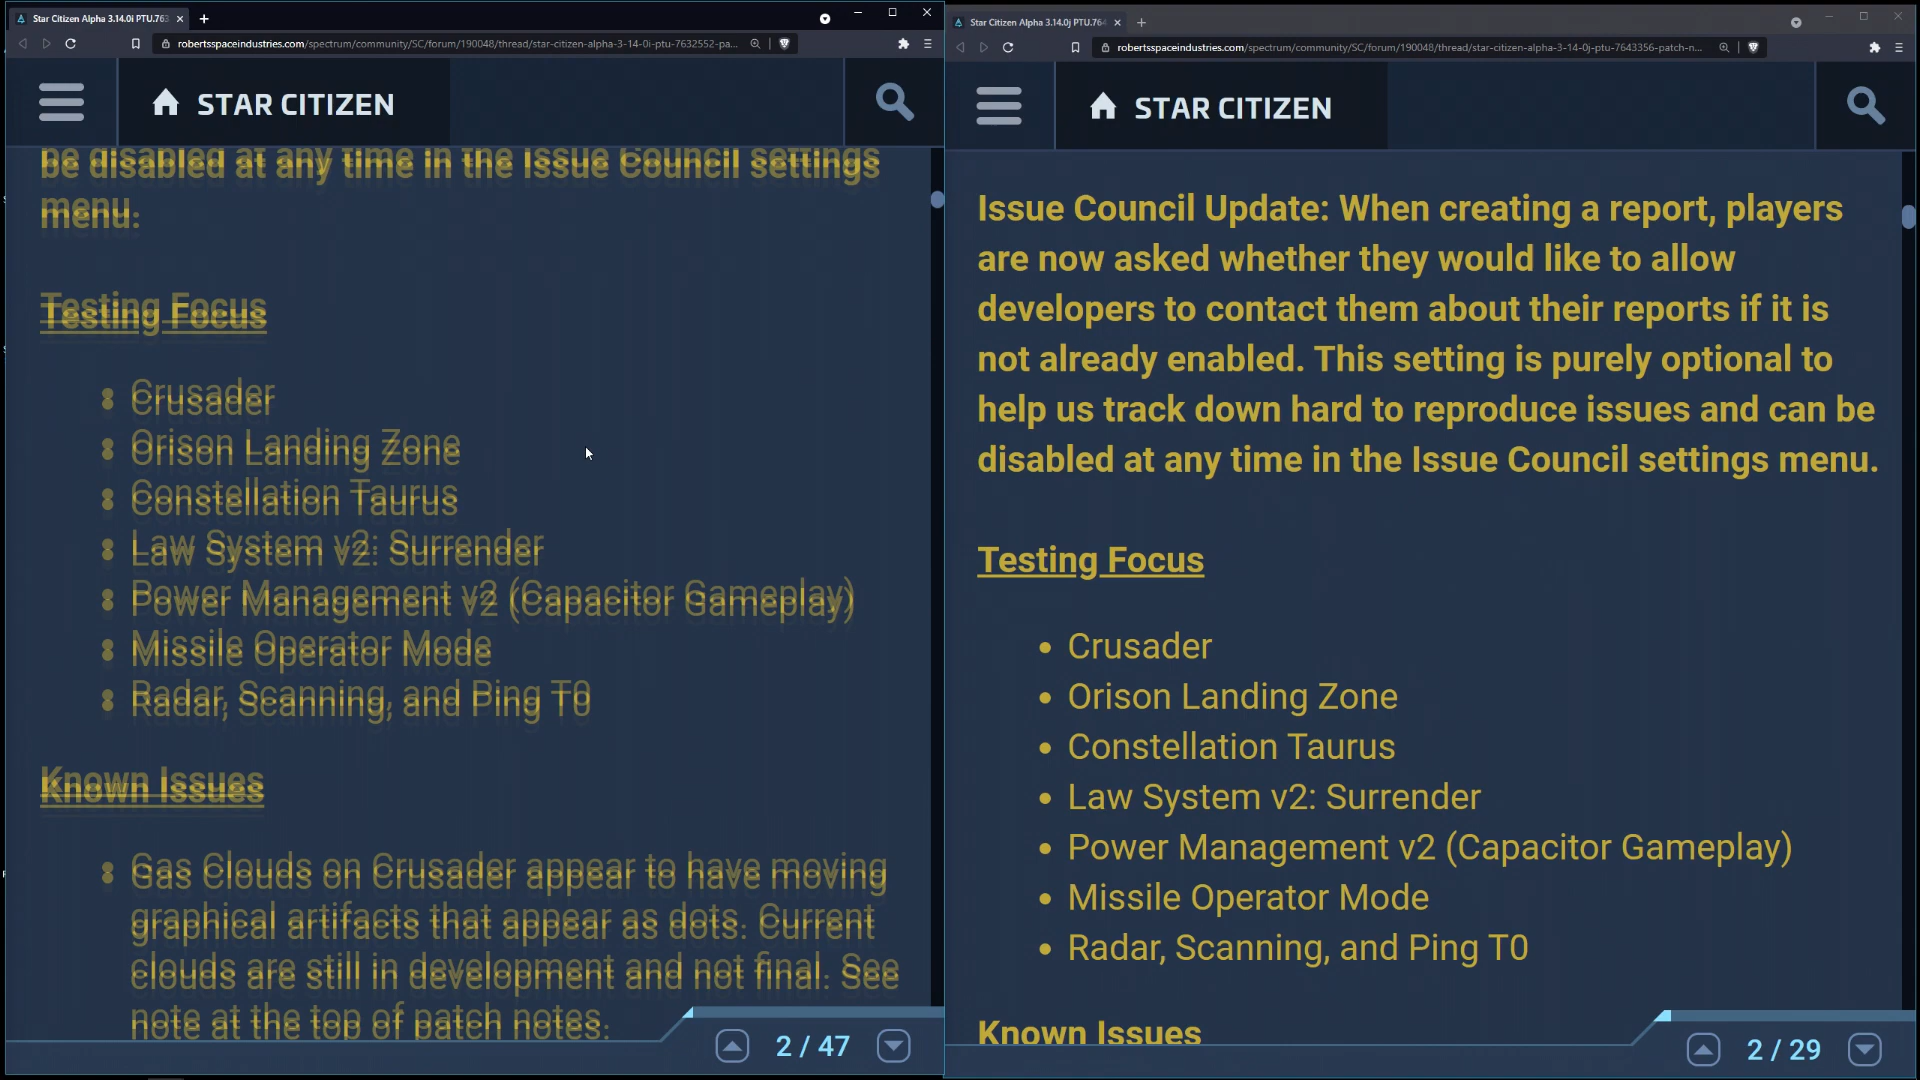 Star Citizen Alpha 3.14.0i PTU.763
robertsspaceindustries.com/spectrum/community/SC/forum/190048/thread/star-citizen-alpha-3-14-0i-ptu-7632552-pa...
STAR CITIZEN
be disabled at any time in the Issue Council settings
menu.
Testing Focus
Crusader
Orison Landing Zone
Constellation Taurus
Law System v2: Surrender
Power Management v2 (Capacitor Gameplay)
Missile Operator Mode
Radar, Scanning, and Ping T0
Known Issues
Gas Clouds on Crusader appear to have moving
graphical artifacts that appear as dots. Current
clouds are still in development and not final. See
note at the top of patch notes.
2 / 47
Star Citizen Alpha 3.14.0j PTU.764
robertsspaceindustries.com/spectrum/community/SC/forum/190048/thread/star-citizen-alpha-3-14-0j-ptu-7643356-patch-n...
STAR CITIZEN
Issue Council Update: When creating a report, players
are now asked whether they would like to allow
developers to contact them about their reports if it is
not already enabled. This setting is purely optional to
help us track down hard to reproduce issues and can be
disabled at any time in the Issue Council settings menu.
Testing Focus
Crusader
Orison Landing Zone
Constellation Taurus
Law System v2: Surrender
Power Management v2 (Capacitor Gameplay)
Missile Operator Mode
Radar, Scanning, and Ping T0
Known Issues
2 / 29